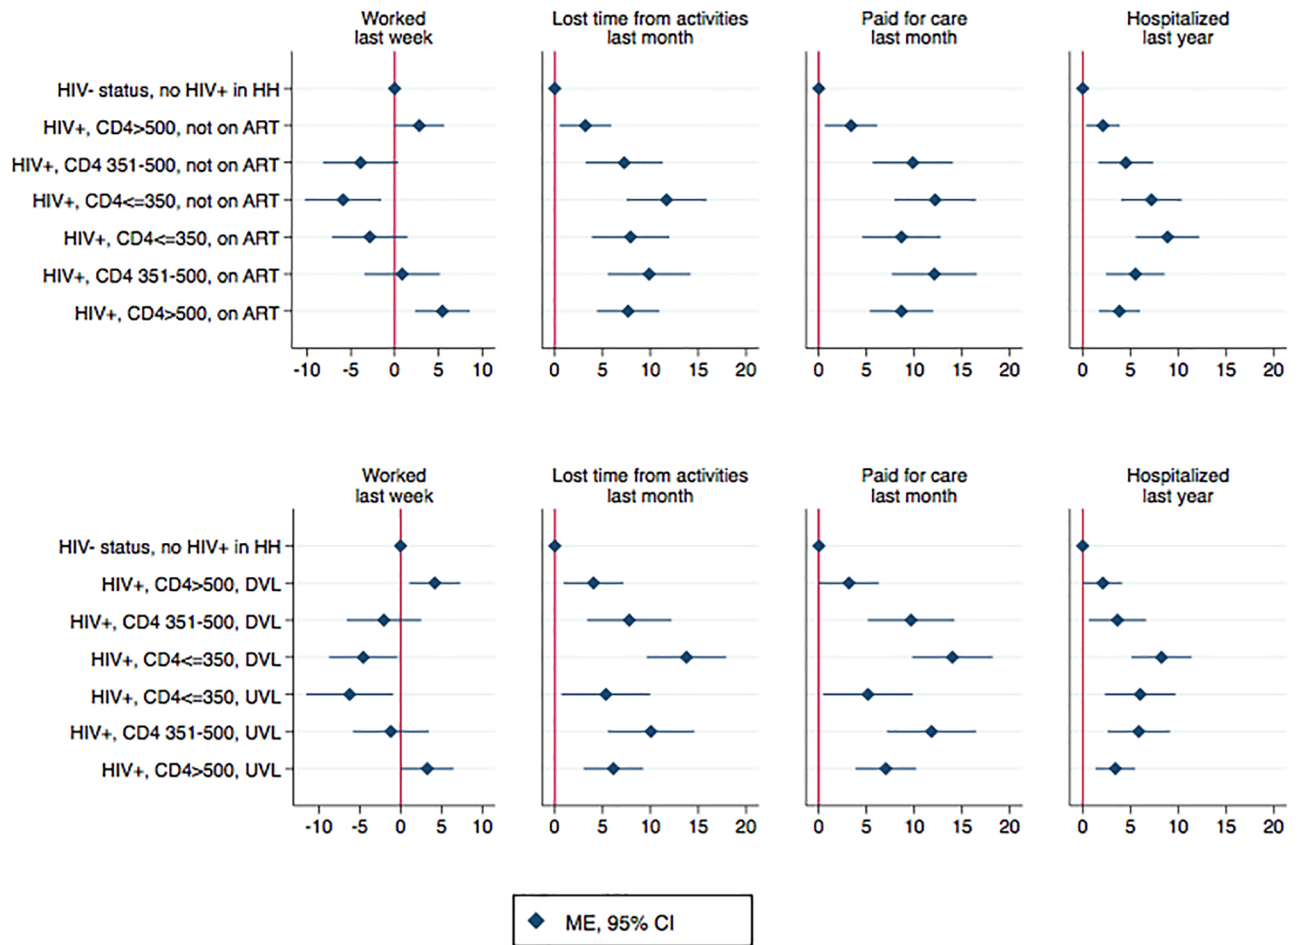 Worked
last week
Lost time from activities
last month
Paid for care
last month
Hospitalized
last year
HIV- status, no HIV+ in HH
HIV+, CD4>500, not on ART
HIV+, CD4 351-500, not on ART
HIV+, CD4<=350, not on ART
HIV+, CD4<=350, on ART
HIV+, CD4 351-500, on ART
HIV+, CD4>500, on ART
-10 -5 0 5 10
0 5 10 15 20
0 5 10 15 20
0 5 10 15 20
Worked
last week
Lost time from activities
last month
Paid for care
last month
Hospitalized
last year
HIV- status, no HIV+ in HH
HIV+, CD4>500, DVL
HIV+, CD4 351-500, DVL
HIV+, CD4<=350, DVL
HIV+, CD4<=350, UVL
HIV+, CD4 351-500, UVL
HIV+, CD4>500, UVL
-10 -5 0 5 10
0 5 10 15 20
0 5 10 15 20
0 5 10 15 20
ME, 95% CI